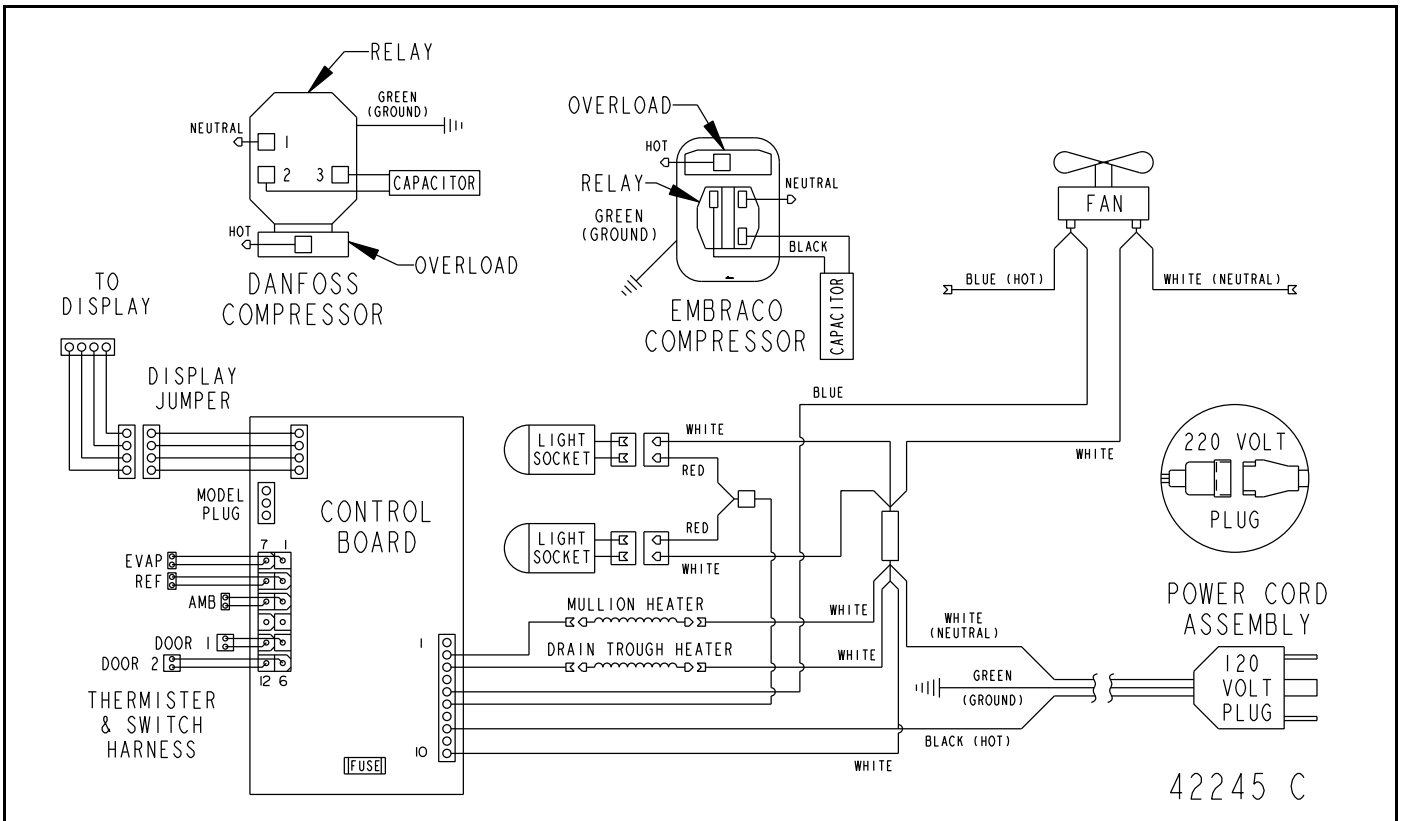 RELAY
GREEN
(GROUND)
NEUTRAL
1
2 3
CAPACITOR
HOT
OVERLOAD
DANFOSS
COMPRESSOR
OVERLOAD
HOT
RELAY
NEUTRAL
GREEN
(GROUND)
BLACK
CAPACITOR
EMBRACO
COMPRESSOR
FAN
BLUE (HOT)
WHITE (NEUTRAL)
TO
DISPLAY
DISPLAY
JUMPER
BLUE
WHITE
LIGHT
SOCKET
WHITE
RED
RED
LIGHT
SOCKET
WHITE
220 VOLT
PLUG
MODEL
PLUG
CONTROL
BOARD
7 1
EVAP
REF
AMB
DOOR 1
DOOR 2
12 6
THERMISTER
& SWITCH
HARNESS
FUSE
1
10
MULLION HEATER
WHITE
DRAIN TROUGH HEATER
WHITE
WHITE
(NEUTRAL)
GREEN
(GROUND)
BLACK (HOT)
WHITE
POWER CORD
ASSEMBLY
120
VOLT
PLUG
42245 C